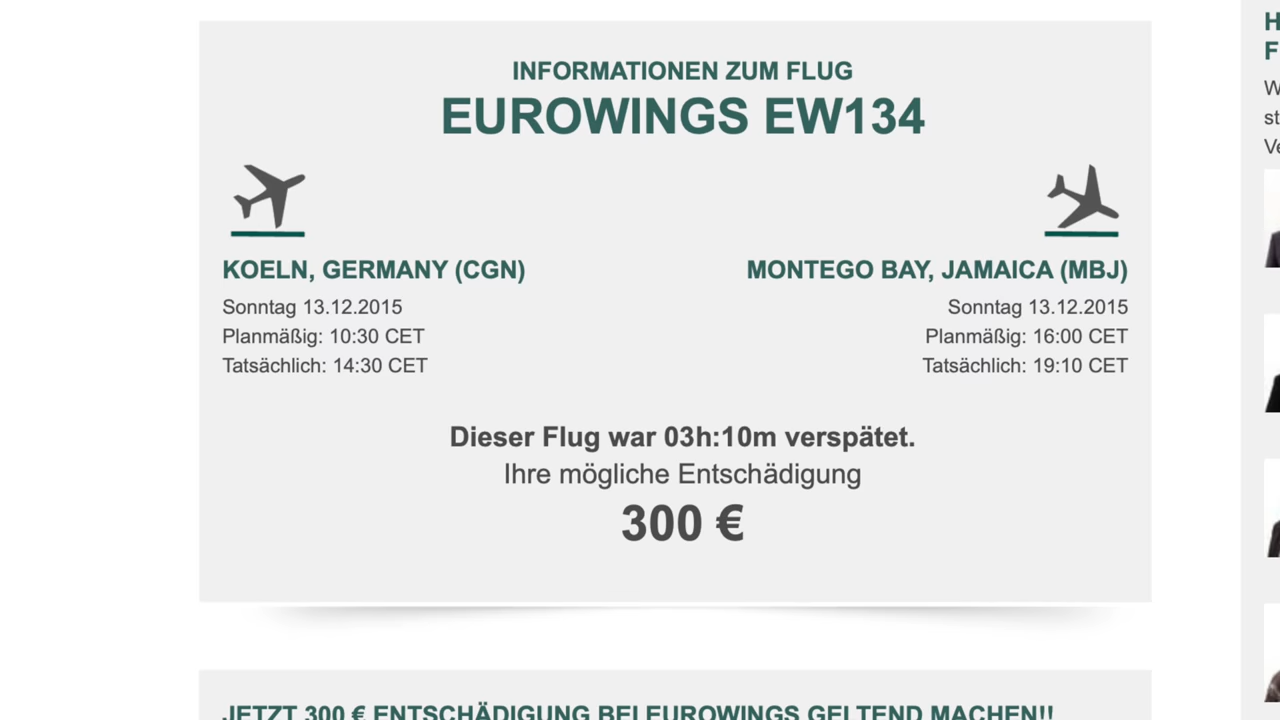 INFORMATIONEN ZUM FLUG
EUROWINGS EW134
KOELN, GERMANY (CGN)
Sonntag 13.12.2015
Planmäßig: 10:30 CET
Tatsächlich: 14:30 CET
MONTEGO BAY, JAMAICA (MBJ)
Sonntag 13.12.2015
Planmäßig: 16:00 CET
Tatsächlich: 19:10 CET
Dieser Flug war 03h:10m verspätet.
Ihre mögliche Entschädigung
300 €
JETZT 300 € ENTSCHÄDIGUNG BEI EUROWINGS GELTEND MACHEN!!